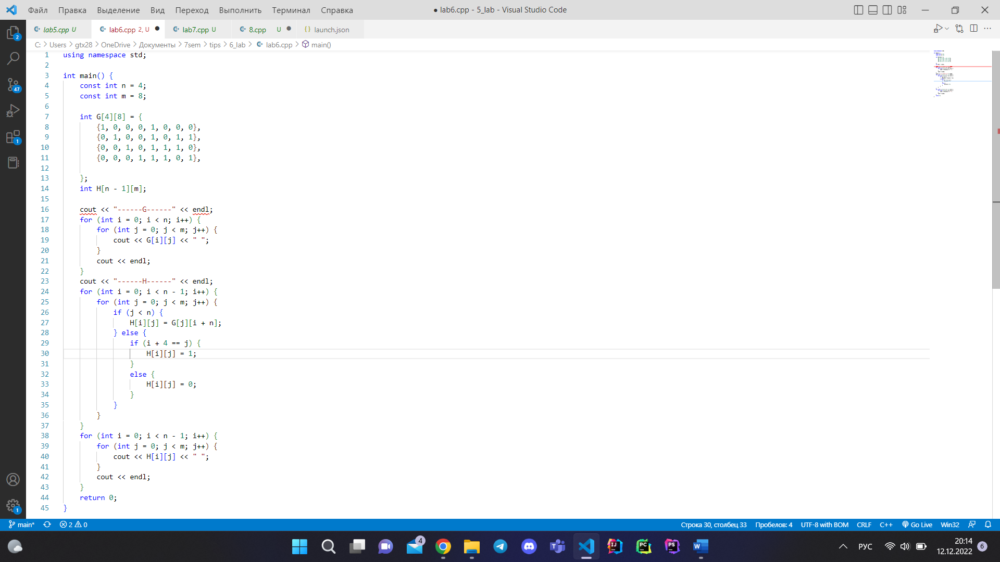 Файл Правка Выделение Вид Переход Выполнить Терминал Справка
● lab6.cpp - 5_lab - Visual Studio Code
lab5.cpp U
lab6.cpp 2, U
lab7.cpp U
8.cpp U
launch.json
C: > Users > gtx28 > OneDrive > Документы > 7sem > tips > 6_lab > lab6.cpp > main()
2
47
1
1
1 using namespace std;
2
3 int main() {
4     const int n = 4;
5     const int m = 8;
6
7     int G[4][8] = {
8         {1, 0, 0, 0, 1, 0, 0, 0},
9         {0, 1, 0, 0, 1, 0, 1, 1},
10         {0, 0, 1, 0, 1, 1, 1, 0},
11         {0, 0, 0, 1, 1, 1, 0, 1},
12
13     };
14     int H[n - 1][m];
15
16     cout << "------G------" << endl;
17     for (int i = 0; i < n; i++) {
18         for (int j = 0; j < m; j++) {
19             cout << G[i][j] << " ";
20         }
21         cout << endl;
22     }
23     cout << "------H------" << endl;
24     for (int i = 0; i < n - 1; i++) {
25         for (int j = 0; j < m; j++) {
26             if (j < n) {
27                 H[i][j] = G[j][i + n];
28             } else {
29                 if (i + 4 == j) {
30                     H[i][j] = 1;
31                 }
32                 else {
33                     H[i][j] = 0;
34                 }
35             }
36         }
37     }
38     for (int i = 0; i < n - 1; i++) {
39         for (int j = 0; j < m; j++) {
40             cout << H[i][j] << " ";
41         }
42         cout << endl;
43     }
44     return 0;
45 }
main* 2 0
Строка 30, столбец 33 Пробелов: 4 UTF-8 with BOM CRLF C++ Go Live Win32
4
IJ
PC
PS
W
РУС
20:14
12.12.2022
6